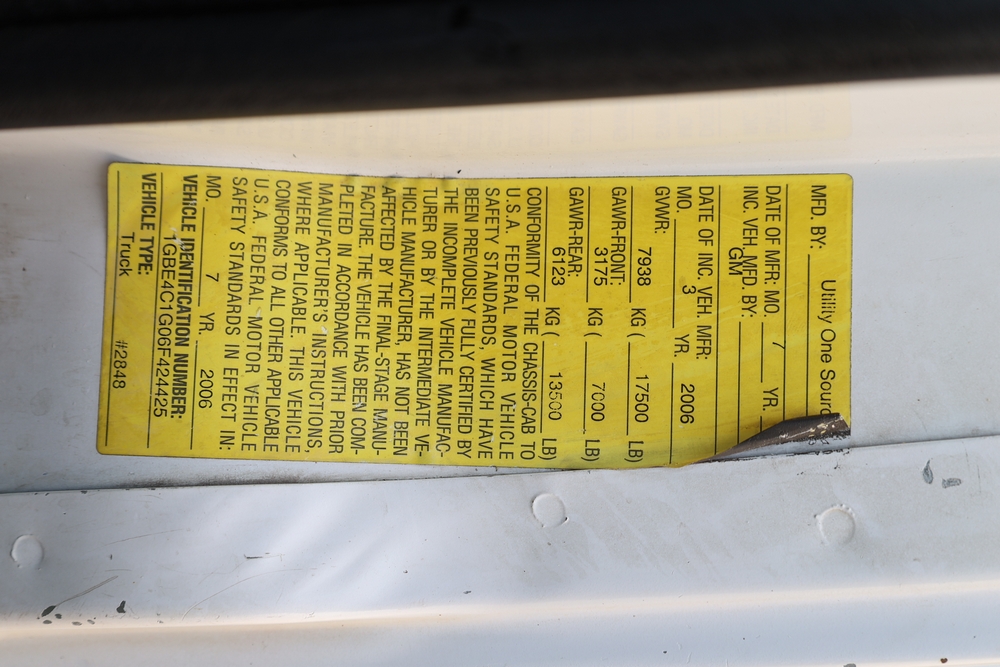 MFD. BY: Utility One Sourc
DATE OF MFR: MO. 7 YR.
INC. VEH. MFD. BY:
GM
DATE OF INC. VEH. MFR:
MO. 3 YR. 2006
GVWR:
7938 KG ( 17500 LB)
GAWR-FRONT:
3175 KG ( 7000 LB)
GAWR-REAR:
6123 KG ( 13500 LB)
CONFORMITY OF THE CHASSIS-CAB TO
U.S.A. FEDERAL MOTOR VEHICLE
SAFETY STANDARDS, WHICH HAVE
BEEN PREVIOUSLY FULLY CERTIFIED BY
THE INCOMPLETE VEHICLE MANUFAC-
TURER OR BY THE INTERMEDIATE VE-
HICLE MANUFACTURER, HAS NOT BEEN
AFFECTED BY THE FINAL-STAGE MANU-
FACTURE. THE VEHICLE HAS BEEN COM-
PLETED IN ACCORDANCE WITH PRIOR
MANUFACTURER'S INSTRUCTIONS,
WHERE APPLICABLE. THIS VEHICLE
CONFORMS TO ALL OTHER APPLICABLE
U.S.A. FEDERAL MOTOR VEHICLE
SAFETY STANDARDS IN EFFECT IN:
MO. 7 YR. 2006
VEHICLE IDENTIFICATION NUMBER:
1GBE4C1G06F424425
VEHICLE TYPE:
Truck #2848